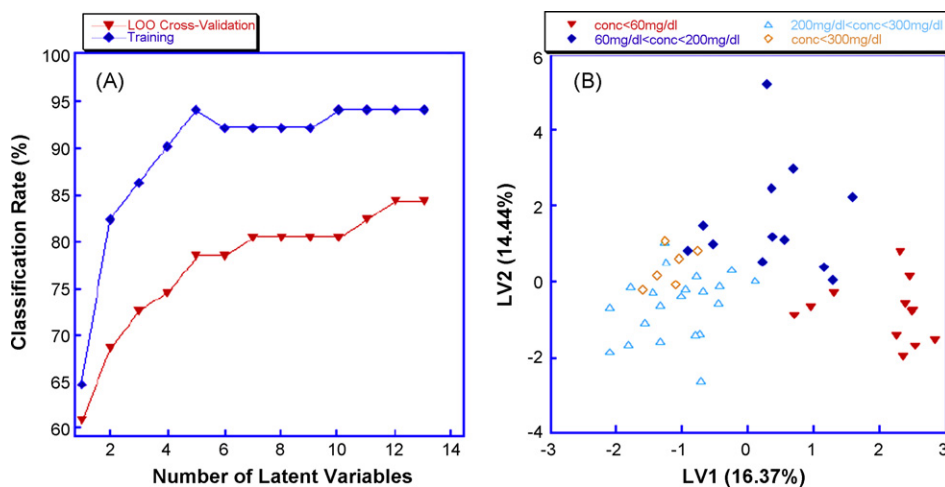 LOO Cross-Validation
Training
(A)
Classification Rate (%)
100
95
90
85
80
75
70
65
60
2 4 6 8 10 12 14
Number of Latent Variables
conc<60mg/dl
200mg/dl<conc<300mg/dl
60mg/dl<conc<200mg/dl
conc<300mg/dl
(B)
LV2 (14.44%)
6
4
2
0
-2
-4
-3 -2 -1 0 1 2 3
LV1 (16.37%)